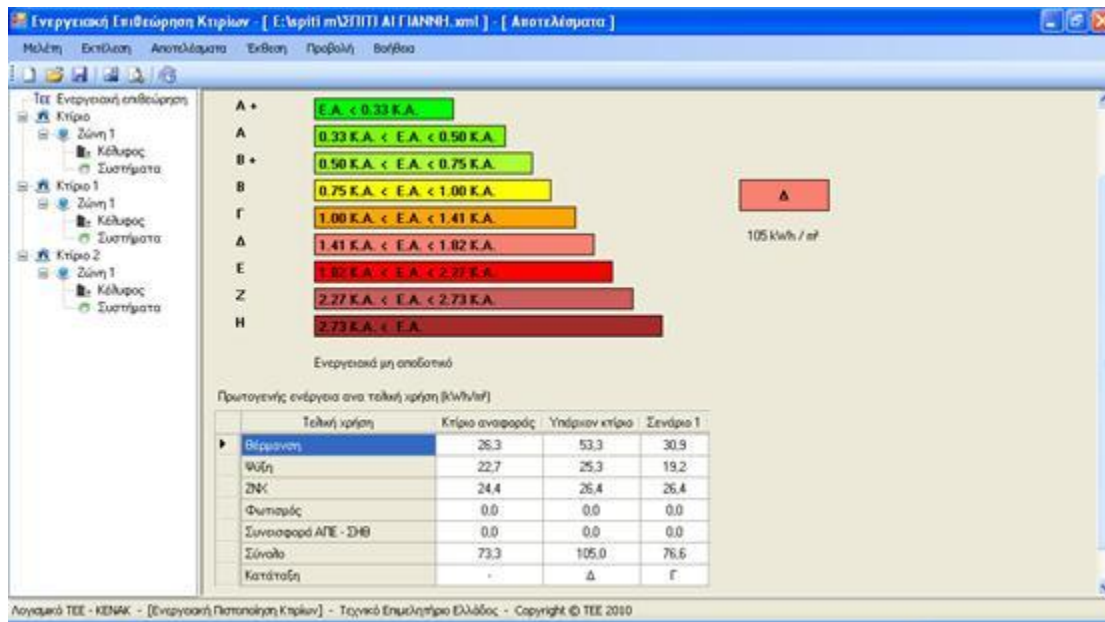 Ενεργειακή Επιθεώρηση Κτιρίων - [ E:\spiti m\ΣΠΙΤΙ ΑΙ ΓΙΑΝΝΗ.xml ] - [ Αποτελέσματα ]
Μελέτη Εκτέλεση Αποτελέσματα Έκθεση Προβολή Βοήθεια
ΤΕΕ Ενεργειακή επιθεώρηση
Κτίριο
Ζώνη 1
Κέλυφος
Συστήματα
Κτίριο 1
Ζώνη 1
Κέλυφος
Συστήματα
Κτίριο 2
Ζώνη 1
Κέλυφος
Συστήματα
Α + Ε.Α. < 0.33 Κ.Α.
Α 0.33 Κ.Α. < Ε.Α. < 0.50 Κ.Α.
Β + 0.50 Κ.Α. < Ε.Α. < 0.75 Κ.Α.
Β 0.75 Κ.Α. < Ε.Α. < 1.00 Κ.Α.
Γ 1.00 Κ.Α. < Ε.Α. < 1.41 Κ.Α.
Δ 1.41 Κ.Α. < Ε.Α. < 1.82 Κ.Α.
Ε 1.82 Κ.Α. < Ε.Α. < 2.27 Κ.Α.
Ζ 2.27 Κ.Α. < Ε.Α. < 2.73 Κ.Α.
Η 2.73 Κ.Α. < Ε.Α.
Δ
105 kWh / m²
Ενεργειακά μη αποδοτικό
Πρωτογενής ενέργεια ανα τελική χρήση (kWh/m²)
Τελική χρήση Κτίριο αναφοράς Υπάρχον κτίριο Σενάριο 1
Θέρμανση 26,3 53,3 30,9
Ψύξη 22,7 25,3 19,2
ΖΝΧ 24,4 26,4 26,4
Φωτισμός 0,0 0,0 0,0
Συνεισφορά ΑΠΕ - ΣΗΘ 0,0 0,0 0,0
Σύνολο 73,3 105,0 76,6
Κατάταξη - Δ Γ
Λογισμικό ΤΕΕ - KENAK - [Ενεργειακή Πιστοποίηση Κτιρίων] - Τεχνικό Επιμελητήριο Ελλάδος - Copyright © ΤΕΕ 2010